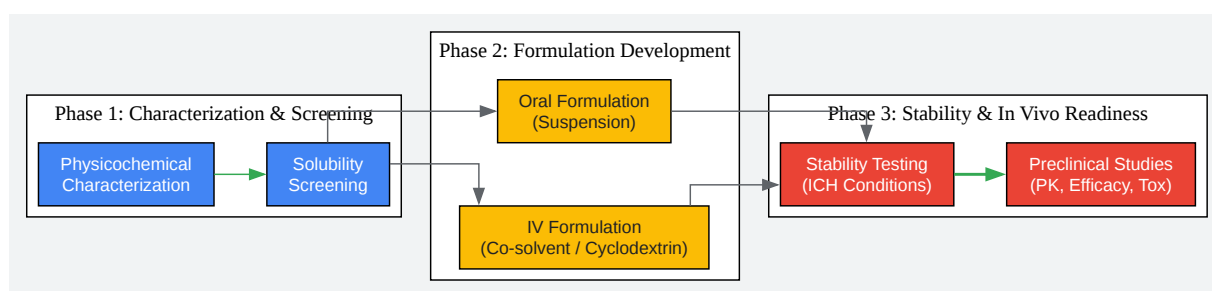 Phase 1: Characterization & Screening
Physicochemical
Characterization
Solubility
Screening
Phase 2: Formulation Development
Oral Formulation
(Suspension)
IV Formulation
(Co-solvent / Cyclodextrin)
Phase 3: Stability & In Vivo Readiness
Stability Testing
(ICH Conditions)
Preclinical Studies
(PK, Efficacy, Tox)